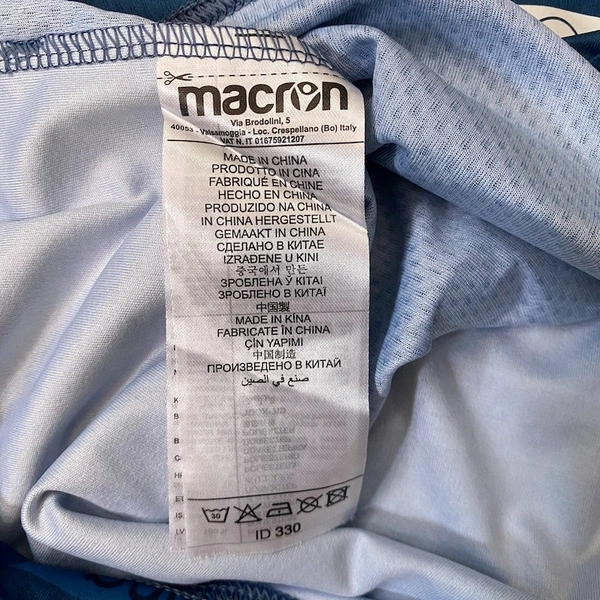 macron
Via Brodolini, 5
40053 - Valsamoggia - Loc. Crespellano (Bo) Italy
VAT N. IT 01675921207
MADE IN CHINA
PRODOTTO IN CINA
FABRIQUÉ EN CHINE
HECHO EN CHINA
PRODUZIDO NA CHINA
IN CHINA HERGESTELLT
GEMAAKT IN CHINA
СДЕЛАНО В КИТАЕ
IZRAĐENE U KINI
중국에서 만든
ЗРОБЛЕНА Ў КІТАІ
ЗРОБЛЕНО В КИТАЇ
中国製
MADE IN KÍNA
FABRICATE ÎN CHINA
ÇİN YAPIMI
中国制造
ПРОИЗВЕДЕНО В КИТАЙ
صنع في الصين
30
ID 330